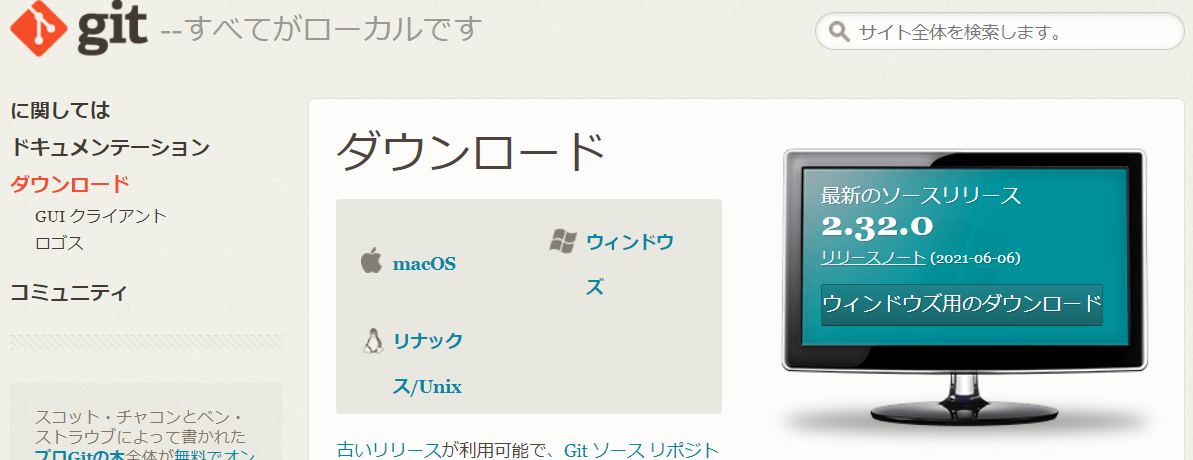 git --すべてがローカルです
サイト全体を検索します。
に関しては
ドキュメンテーション
ダウンロード
GUI クライアント
ロゴス
コミュニティ
スコット・チャコンとベン・
ストラウブによって書かれた
プロGitの本全体が無料でオン
ダウンロード
macOS
ウィンドウ
ズ
リナック
ス/Unix
古いリリースが利用可能で、Git ソース リポジト
最新のソースリリース
2.32.0
リリースノート (2021-06-06)
ウィンドウズ用のダウンロード